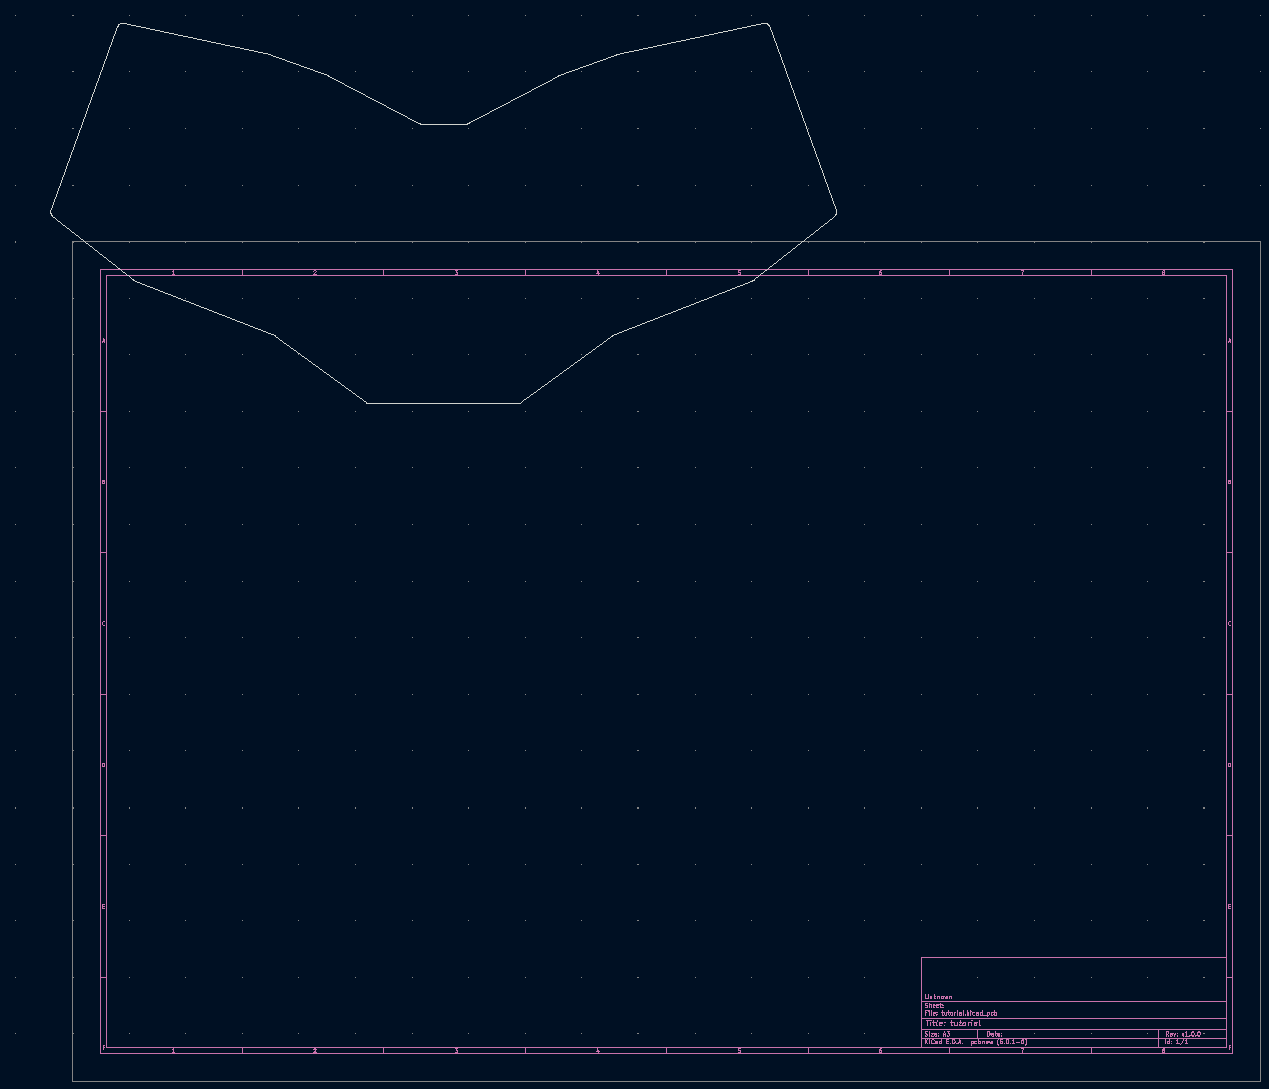 1 2 3 4 5 6 7 8
A A
B B
C C
D D
E E
Unknown
Sheet:
File: tutorial.kicad_pcb
Title: tutorial
Size: A3 Date: Rev: v1.0.0
KiCad E.D.A. pcbnew (6.0.1-0) Id: 1/1
F F
1 2 3 4 5 6 7 8